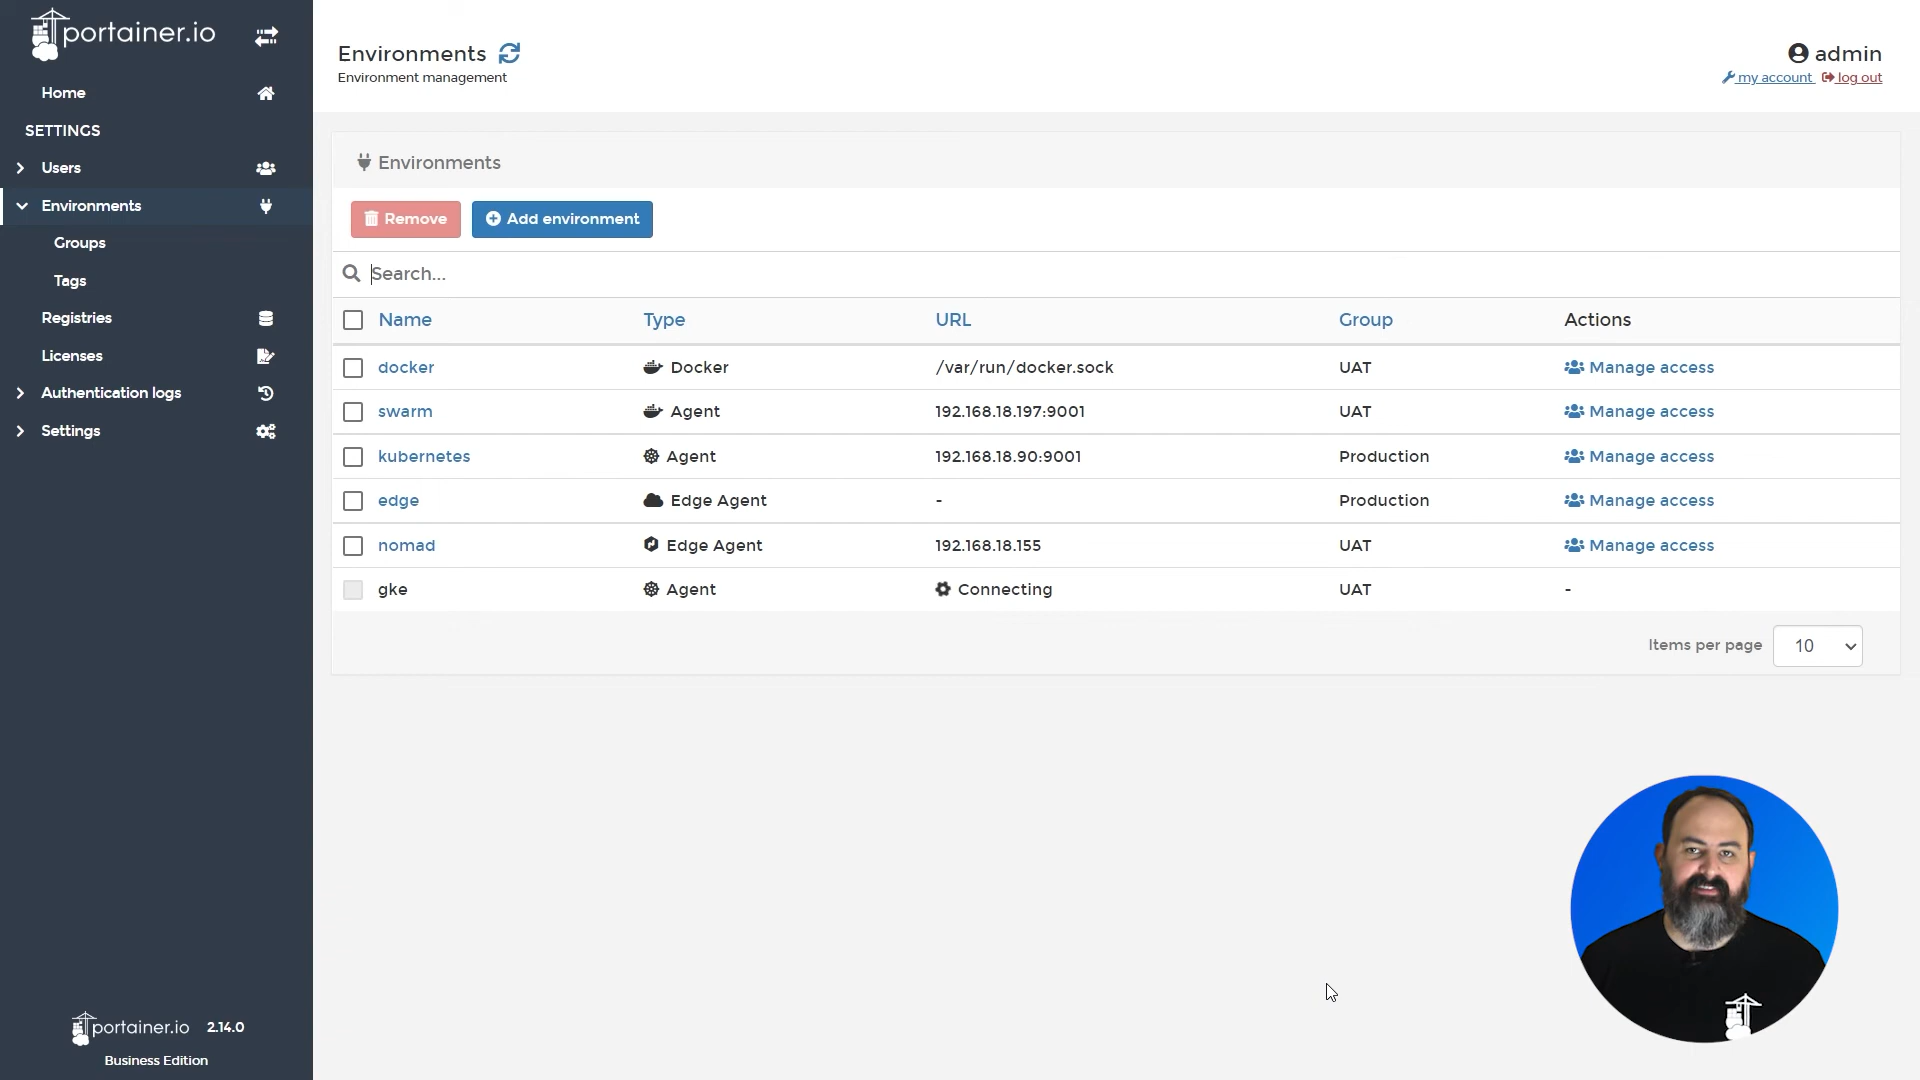 portainer.io
Home
SETTINGS
Users
Environments
Groups
Tags
Registries
Licenses
Authentication logs
Settings
portainer.io 2.14.0
Business Edition
Environments
Environment management
admin
my account log out
Environments
Remove Add environment
Search...
Name Type URL Group Actions
docker Docker /var/run/docker.sock UAT Manage access
swarm Agent 192.168.18.197:9001 UAT Manage access
kubernetes Agent 192.168.18.90:9001 Production Manage access
edge Edge Agent - Production Manage access
nomad Edge Agent 192.168.18.155 UAT Manage access
gke Agent Connecting UAT -
Items per page 10